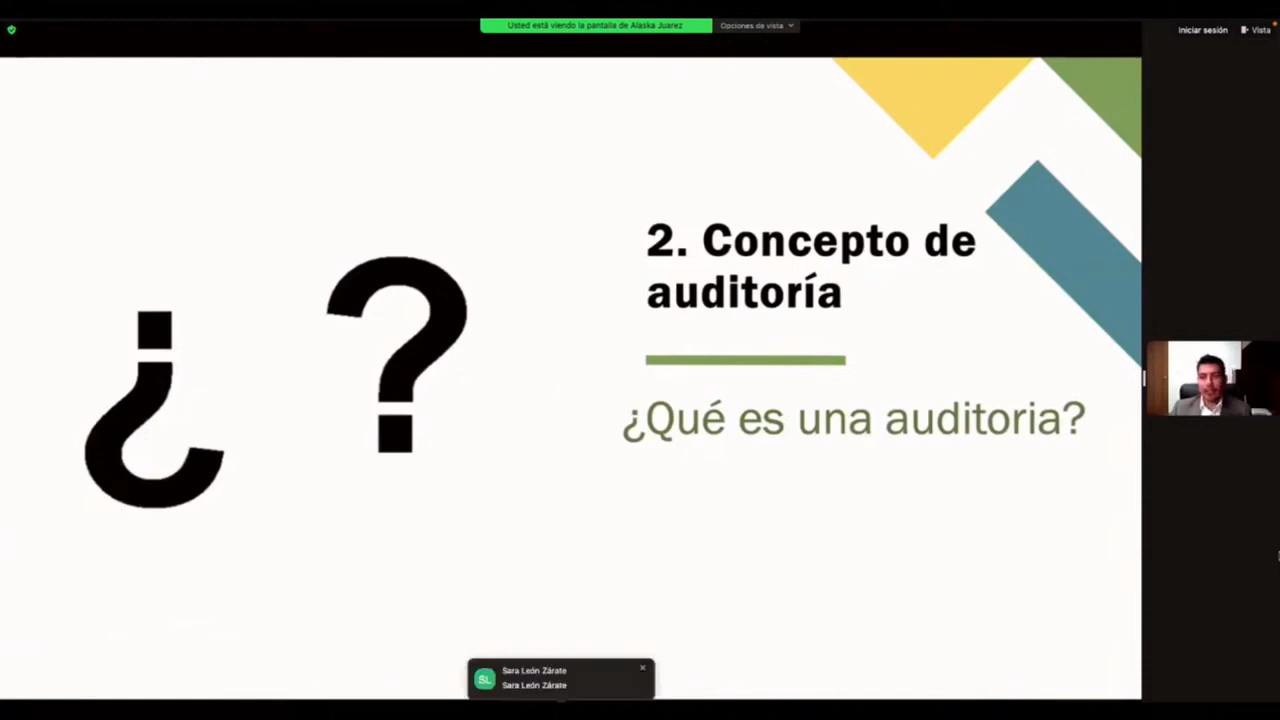 Usted está viendo la pantalla de Alaska Juarez
Opciones de vista
Iniciar sesión
Vista
¿ ?
2. Concepto de
auditoría
¿Qué es una auditoria?
SL
Sara León Zárate
Sara León Zárate